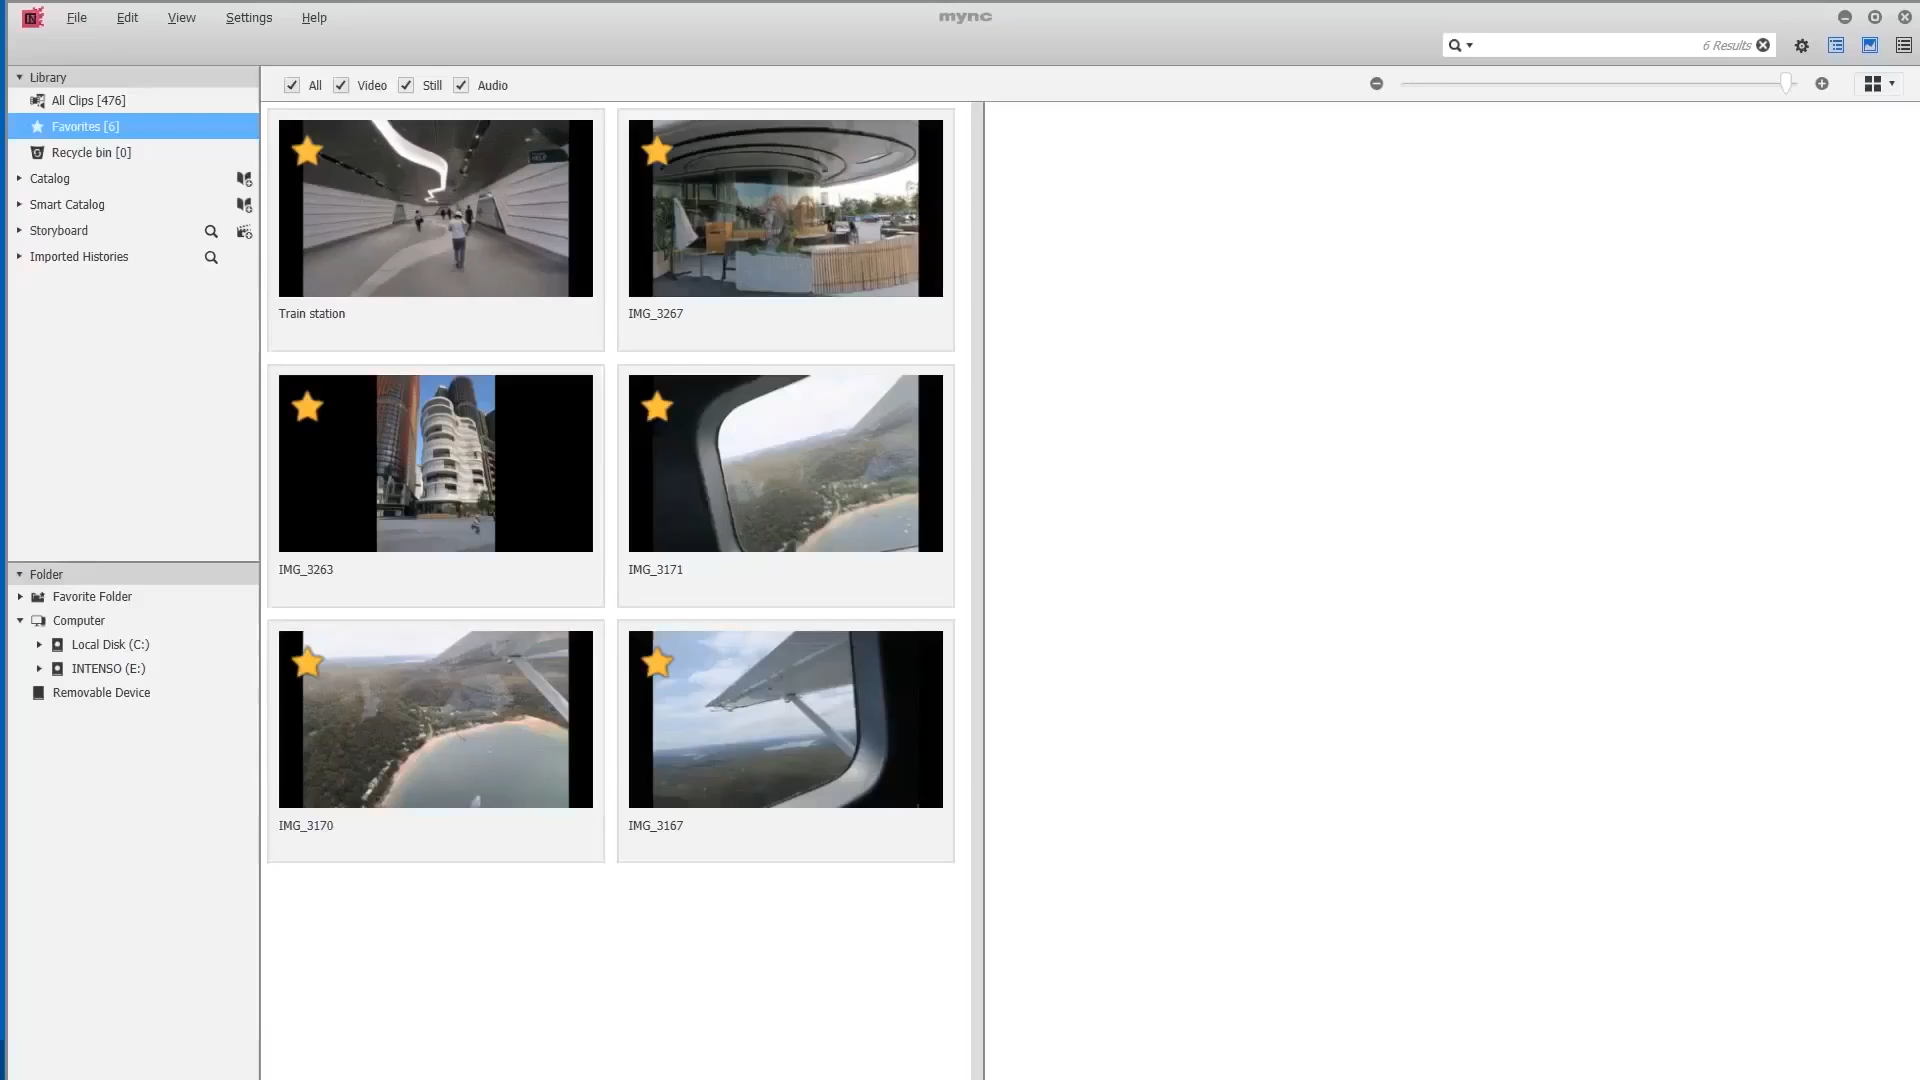 File Edit View Settings Help
mync
6 Results
Library
All Video Still Audio
All Clips [476]
Favorites [6]
Recycle bin [0]
Catalog
Smart Catalog
Storyboard
Imported Histories
Train station
IMG_3267
IMG_3263
IMG_3171
Folder
Favorite Folder
Computer
Local Disk (C:)
INTENSO (E:)
Removable Device
IMG_3170
IMG_3167